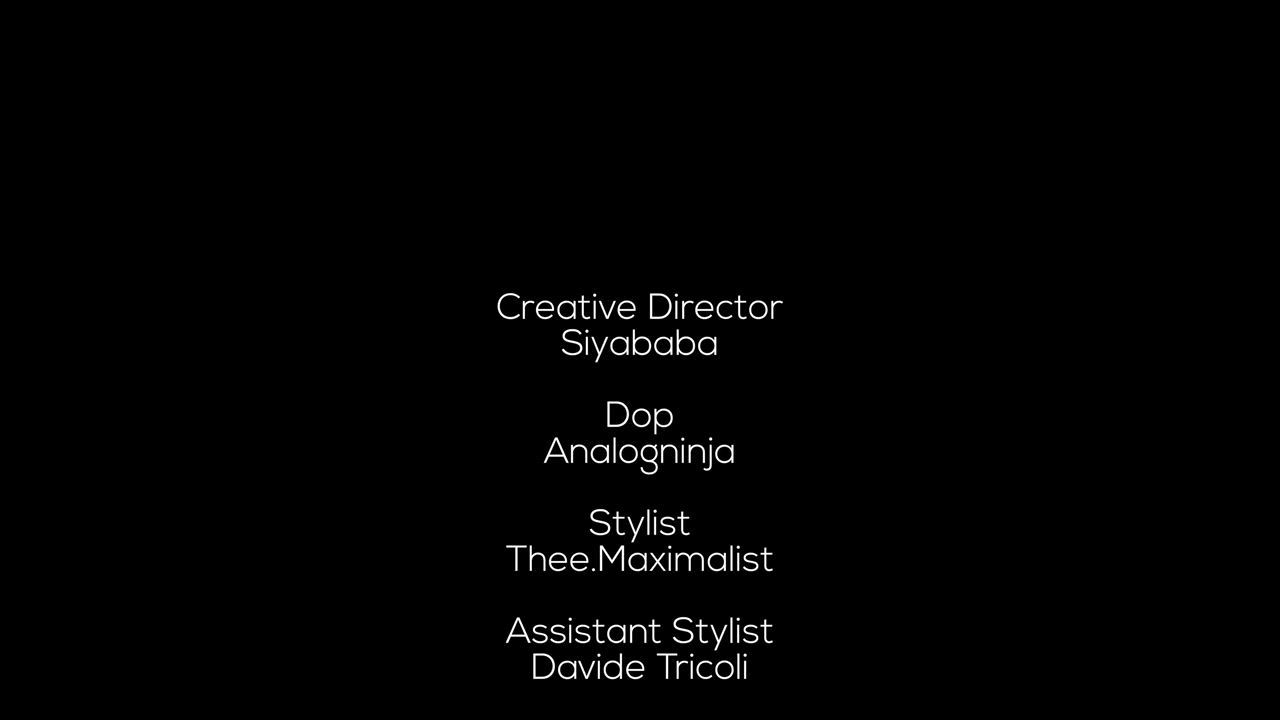 Creative Director
Siyababa
Dop
Analogninja
Stylist
Thee.Maximalist
Assistant Stylist
Davide Tricoli